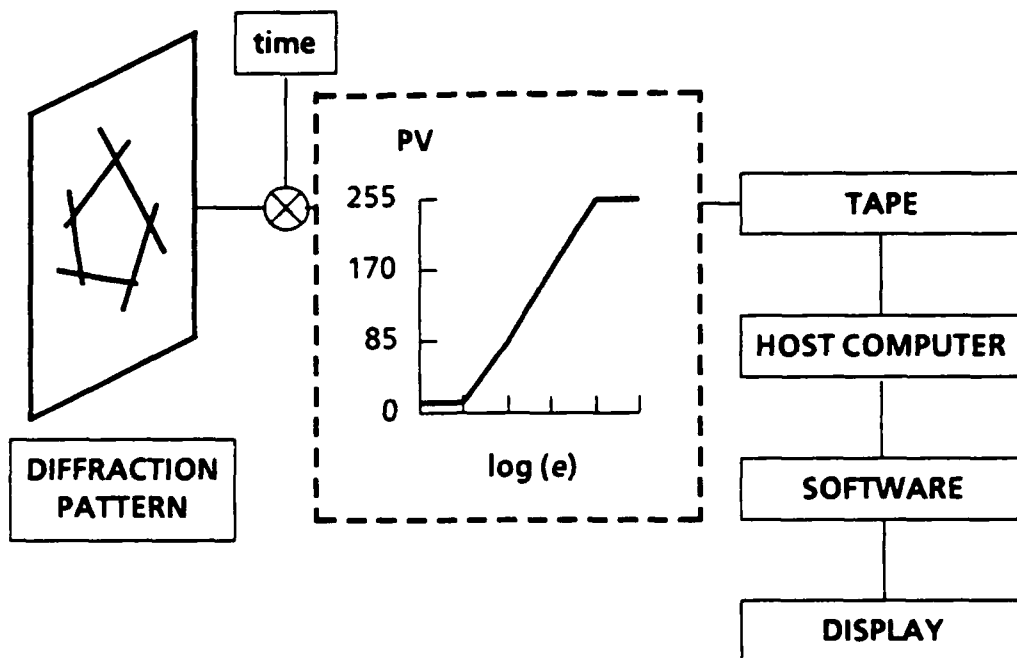 time
PV
255
170
85
0
log (e)
DIFFRACTION
PATTERN
TAPE
HOST COMPUTER
SOFTWARE
DISPLAY